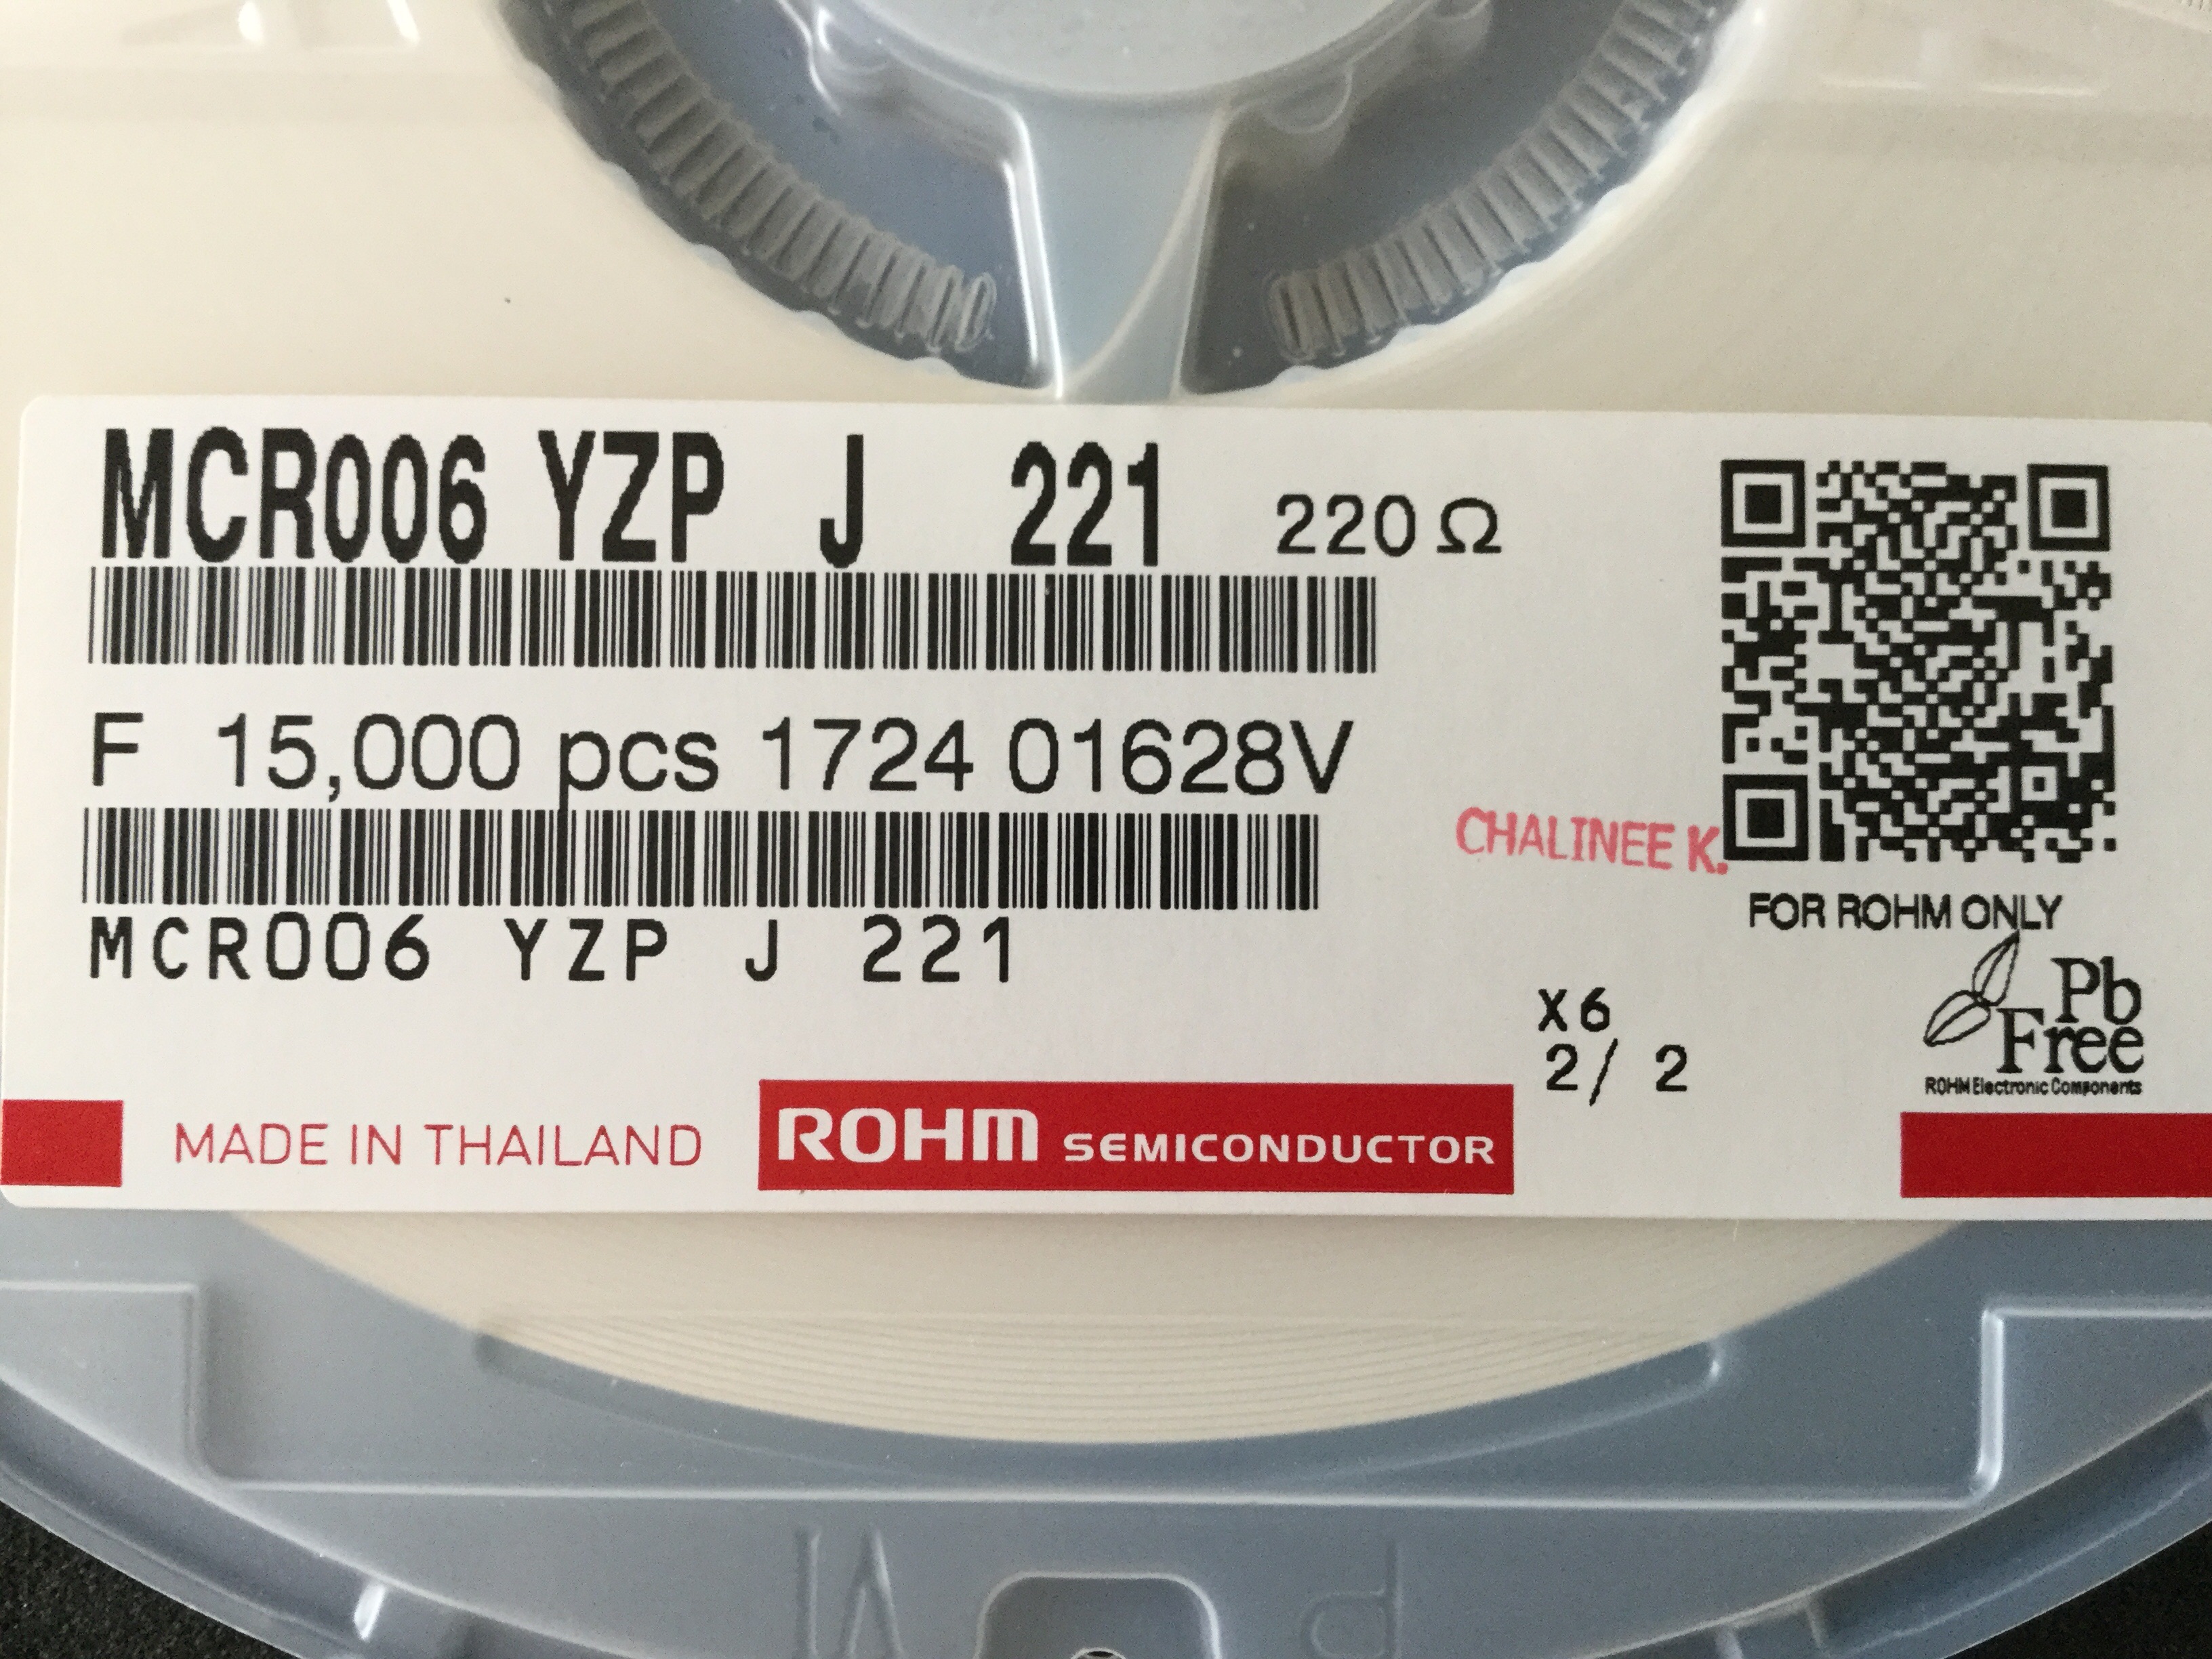 MCR006 YZP J 221 220Ω
F 15,000 pcs 1724 01628V
CHALINEE K.
FOR ROHM ONLY
MCR006 YZP J 221
X6
2/ 2
Pb
Free
ROHM Electronic Components
MADE IN THAILAND
ROHM SEMICONDUCTOR